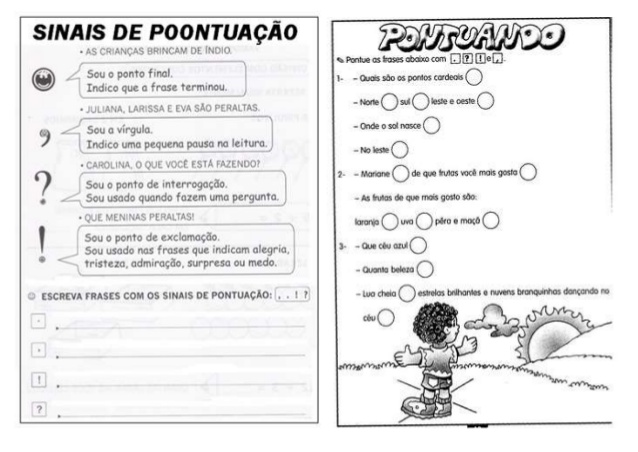 SINAIS DE POONTUAÇÃO
• AS CRIANÇAS BRINCAM DE ÍNDIO.
Sou o ponto final.
Indico que a frase terminou.
• JULIANA, LARISSA E EVA SÃO PERALTAS.
,
Sou a vírgula.
Indico uma pequena pausa na leitura.
• CAROLINA, O QUE VOCÊ ESTÁ FAZENDO?
?
Sou o ponto de interrogação.
Sou usado quando fazem uma pergunta.
• QUE MENINAS PERALTAS!
!
Sou o ponto de exclamação.
Sou usado nas frases que indicam alegria,
tristeza, admiração, surpresa ou medo.
ESCREVA FRASES COM OS SINAIS DE PONTUAÇÃO: . , ! ?
.
,
!
?
PONTUANDO
Pontue as frases abaixo com . ? ! e , .
1- – Quais são os pontos cardeais
– Norte sul leste e oeste
– Onde o sol nasce
– No leste
2- – Mariane de que frutas você mais gosta
– As frutas de que mais gosto são:
laranja uva pêra e maçã
3- – Que céu azul
– Quanta beleza
– Lua cheia estrelas brilhantes e nuvens branquinhas dançando no
céu